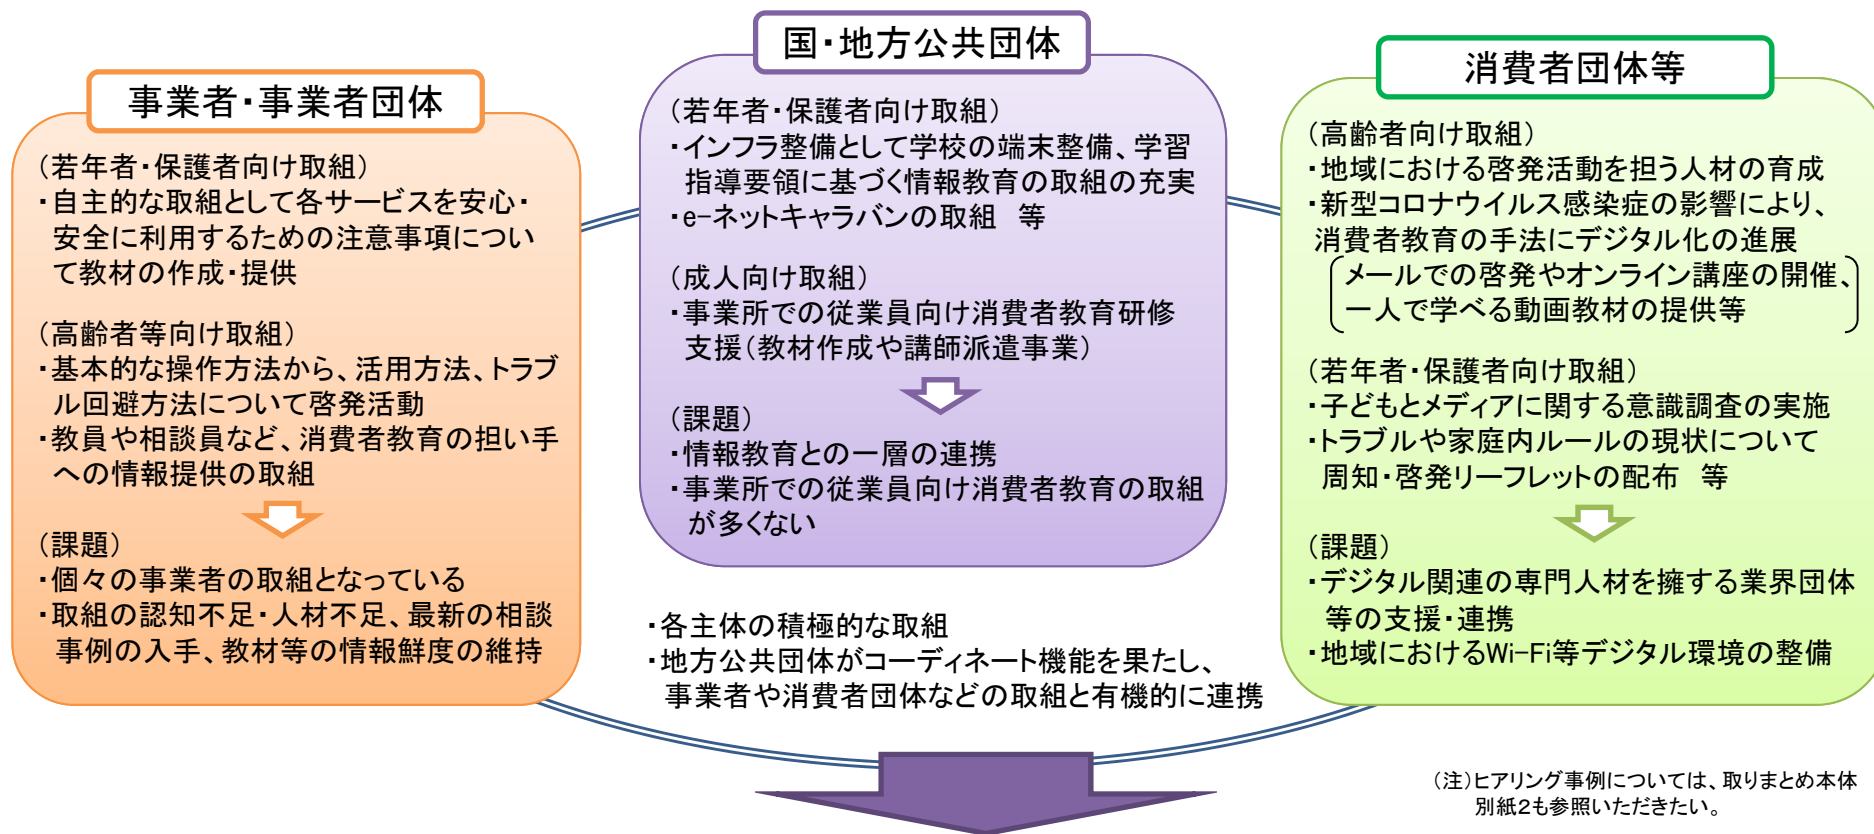 事業者・事業者団体
（若年者・保護者向け取組）
・自主的な取組として各サービスを安心・
安全に利用するための注意事項につい
て教材の作成・提供
（高齢者等向け取組）
・基本的な操作方法から、活用方法、トラブ
ル回避方法について啓発活動
・教員や相談員など、消費者教育の担い手
への情報提供の取組
（課題）
・個々の事業者の取組となっている
・取組の認知不足・人材不足、最新の相談
事例の入手、教材等の情報鮮度の維持
国・地方公共団体
（若年者・保護者向け取組）
・インフラ整備として学校の端末整備、学習
指導要領に基づく情報教育の取組の充実
・e-ネットキャラバンの取組　等
（成人向け取組）
・事業所での従業員向け消費者教育研修
支援（教材作成や講師派遣事業）
（課題）
・情報教育との一層の連携
・事業所での従業員向け消費者教育の取組
が多くない
消費者団体等
（高齢者向け取組）
・地域における啓発活動を担う人材の育成
・新型コロナウイルス感染症の影響により、
消費者教育の手法にデジタル化の進展
メールでの啓発やオンライン講座の開催、
一人で学べる動画教材の提供等
（若年者・保護者向け取組）
・子どもとメディアに関する意識調査の実施
・トラブルや家庭内ルールの現状について
周知・啓発リーフレットの配布　等
（課題）
・デジタル関連の専門人材を擁する業界団体
等の支援・連携
・地域におけるWi-Fi等デジタル環境の整備
・各主体の積極的な取組
・地方公共団体がコーディネート機能を果たし、
事業者や消費者団体などの取組と有機的に連携
（注）ヒアリング事例については、取りまとめ本体
別紙2も参照いただきたい。